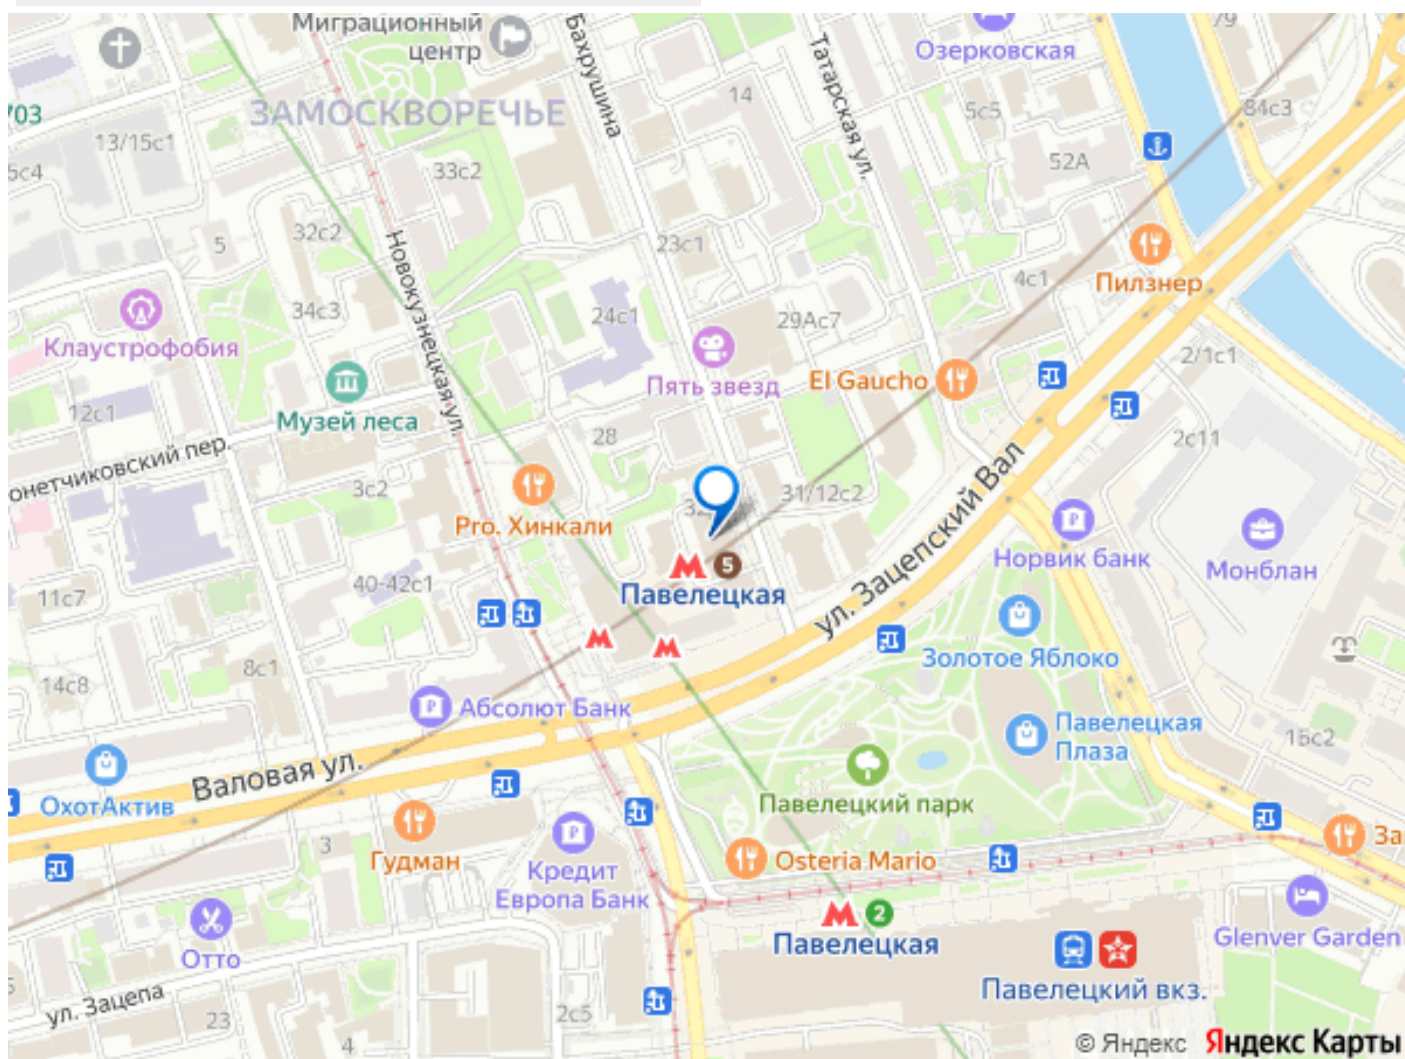 Миграционный
центр
Бахрушина
Татарская ул.
Озерковская
79
/03
ЗАМОСКВОРЕЧЬЕ
14
5с5
84с3
13/15с1
33с2
52А
5
32с2
Новокузнецкая ул.
23с1
4с1
Пилзнер
34с3
24с1
29Ас7
Клаустрофобия
2/1с1
Пять звезд
El Gaucho
12с1
Музей леса
28
2с11
онетчиковский пер.
3с2
31/12с2
Pro. Хинкали
ул. Зацепский Вал
Норвик банк
Монблан
5
Павелецкая
40-42с1
11с7
8с1
14с8
Золотое Яблоко
Абсолют Банк
Павелецкая
Плаза
15с2
Валовая ул.
ОхотАктив
Павелецкий парк
3
Гудман
Кредит
Европа Банк
Osteria Mario
За
2
Павелецкая
Отто
Glenver Garden
Павелецкий вкз.
ул. Зацепа
23
2с5
4
© Яндекс Яндекс Карты